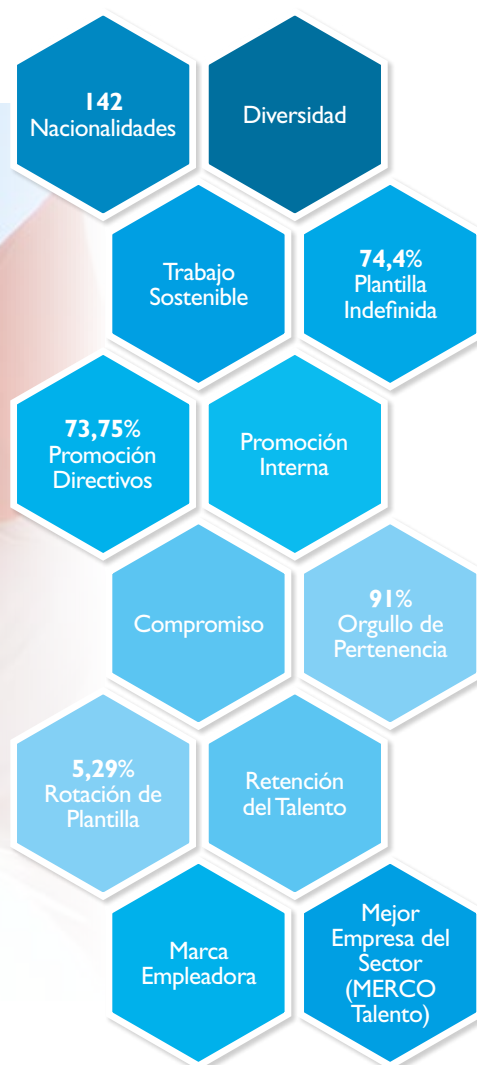 142
Nacionalidades
Diversidad
Trabajo
Sostenible
74,4%
Plantilla
Indefinida
73,75%
Promoción
Directivos
Promoción
Interna
Compromiso
91%
Orgullo de
Pertenencia
5,29%
Rotación de
Plantilla
Retención
del Talento
Marca
Empleadora
Mejor
Empresa del
Sector
(MERCO
Talento)